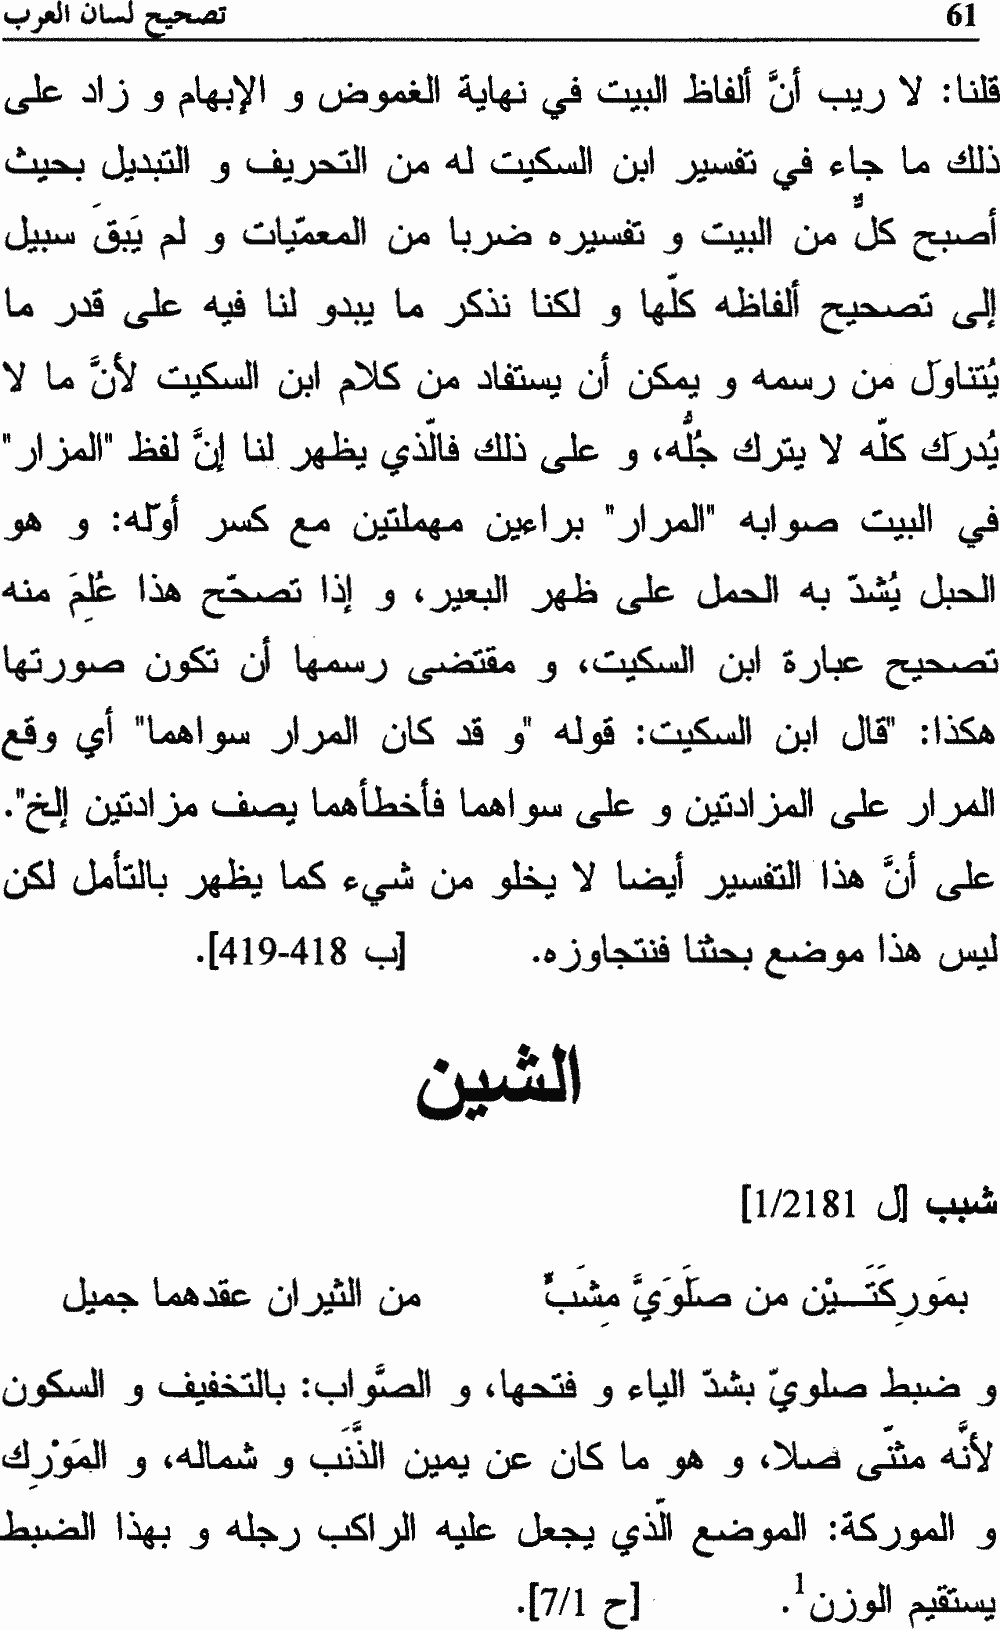 61 تصحيح لسان العرب
قلنا: لا ريب أنَّ ألفاظ البيت في نهاية الغموض و الإبهام و زاد على
ذلك ما جاء في تفسير ابن السكيت له من التحريف و التبديل بحيث
أصبح كلٌّ من البيت و تفسيره ضربا من المعمّيات و لم يَبقَ سبيل
إلى تصحيح ألفاظه كلّها و لكنا نذكر ما يبدو لنا فيه على قدر ما
يُتناوَل من رسمه و يمكن أن يستفاد من كلام ابن السكيت لأنَّ ما لا
يُدرَك كلّه لا يترك جُلُّه، و على ذلك فالّذي يظهر لنا إنَّ لفظ "المزار"
في البيت صوابه "المرار" براءين مهملتين مع كسر أوّله: و هو
الحبل يُشدّ به الحمل على ظهر البعير، و إذا تصحّح هذا عُلِمَ منه
تصحيح عبارة ابن السكيت، و مقتضى رسمها أن تكون صورتها
هكذا: "قال ابن السكيت: قوله "و قد كان المرار سواهما" أي وقع
المرار على المزادتين و على سواهما فأخطأهما يصف مزادتين إلخ".
على أنَّ هذا التفسير أيضا لا يخلو من شيء كما يظهر بالتأمل لكن
ليس هذا موضع بحثنا فنتجاوزه. [ب 418-419].
الشين
شبب [ل 1/2181]
بمَورِكَتَـــيْن من صلَوَيَّ مِشَبٍّ من الثيران عقدهما جميل
و ضبط صلويّ بشدّ الياء و فتحها، و الصَّواب: بالتخفيف و السكون
لأنَّه مثنّى صلا، و هو ما كان عن يمين الذَّنَب و شماله، و المَوْرِك
و الموركة: الموضع الّذي يجعل عليه الراكب رجله و بهذا الضبط
يستقيم الوزن1. [ح 7/1].